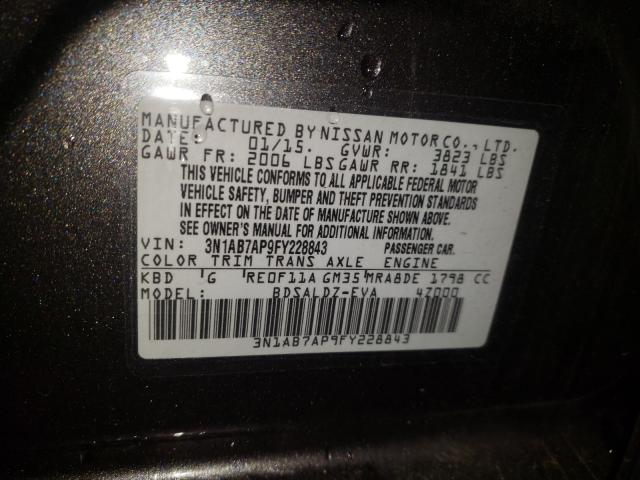 MANUFACTURED BY NISSAN MOTOR CO., LTD.
DATE: 01/15. GVWR: 3823 LBS
GAWR FR: 2006 LBS GAWR RR: 1841 LBS
THIS VEHICLE CONFORMS TO ALL APPLICABLE FEDERAL MOTOR
VEHICLE SAFETY, BUMPER AND THEFT PREVENTION STANDARDS
IN EFFECT ON THE DATE OF MANUFACTURE SHOWN ABOVE.
SEE OWNER'S MANUAL FOR ADDITIONAL INFORMATION.
VIN: 3N1AB7AP9FY228843 PASSENGER CAR.
COLOR TRIM TRANS AXLE ENGINE
KBD G RE0F11A GM35 MRA8DE 1798 CC
MODEL: BDSALDZ-EVA 4Z000
3N1AB7AP9FY228843